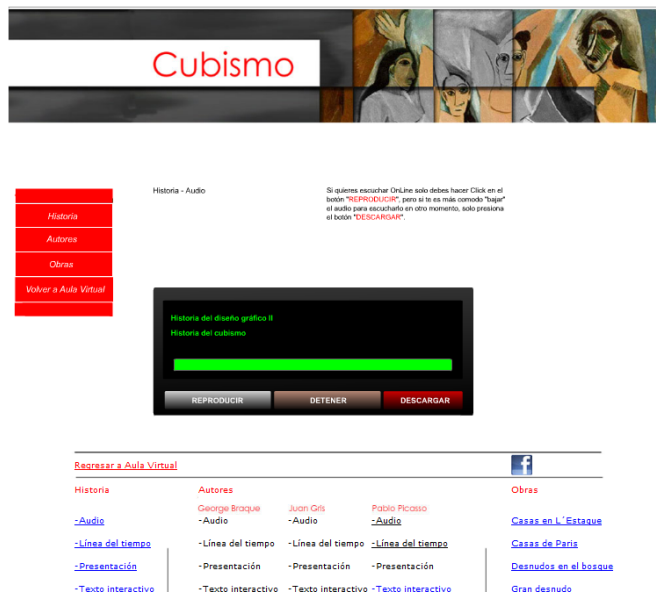 Cubismo
Historia - Audio
Si quieres escuchar OnLine solo debes hacer Click en el
botón "REPRODUCIR", pero si te es más comodo "bajar"
el audio para escucharlo en otro momento, solo presiona
el botón "DESCARGAR".
Historia
Autores
Obras
Volver a Aula Virtual
Historia del diseño gráfico II
Historia del cubismo
REPRODUCIR DETENER DESCARGAR
Regresar a Aula Virtual f
Historia Autores Obras
George Braque Juan Gris Pablo Picasso
-Audio -Audio -Audio -Audio Casas en L´Estaque
-Línea del tiempo -Línea del tiempo -Línea del tiempo -Línea del tiempo Casas de Paris
-Presentación -Presentación -Presentación -Presentación Desnudos en el bosque
-Texto interactivo -Texto interactivo -Texto interactivo -Texto interactivo Gran desnudo